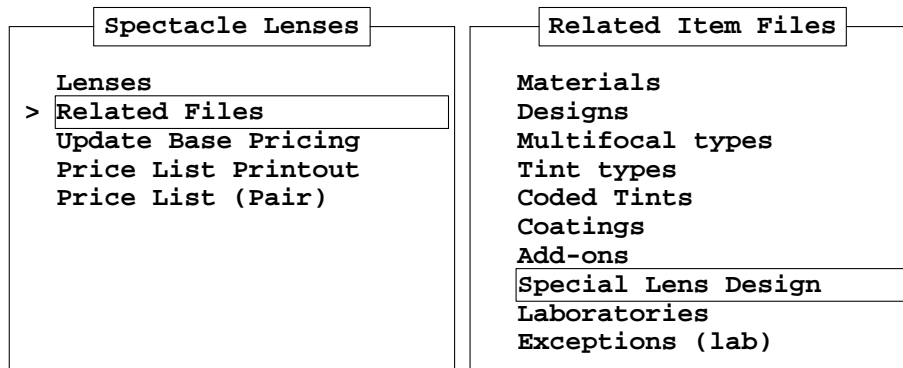 Spectacle Lenses
Lenses
> Related Files
Update Base Pricing
Price List Printout
Price List (Pair)
Related Item Files
Materials
Designs
Multifocal types
Tint types
Coded Tints
Coatings
Add-ons
Special Lens Design
Laboratories
Exceptions (lab)